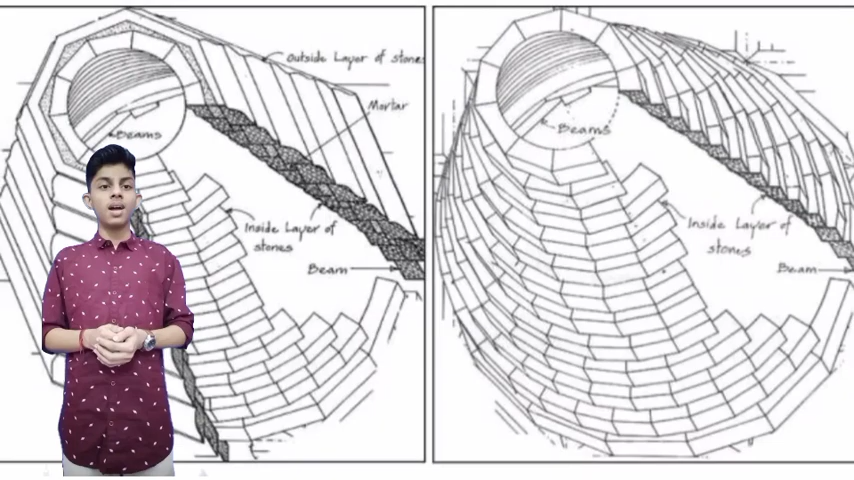 Outside Layer of stones
Mortar
Beams
Inside Layer of
stones
Beam
Beams
Inside Layer of
stones
Beam